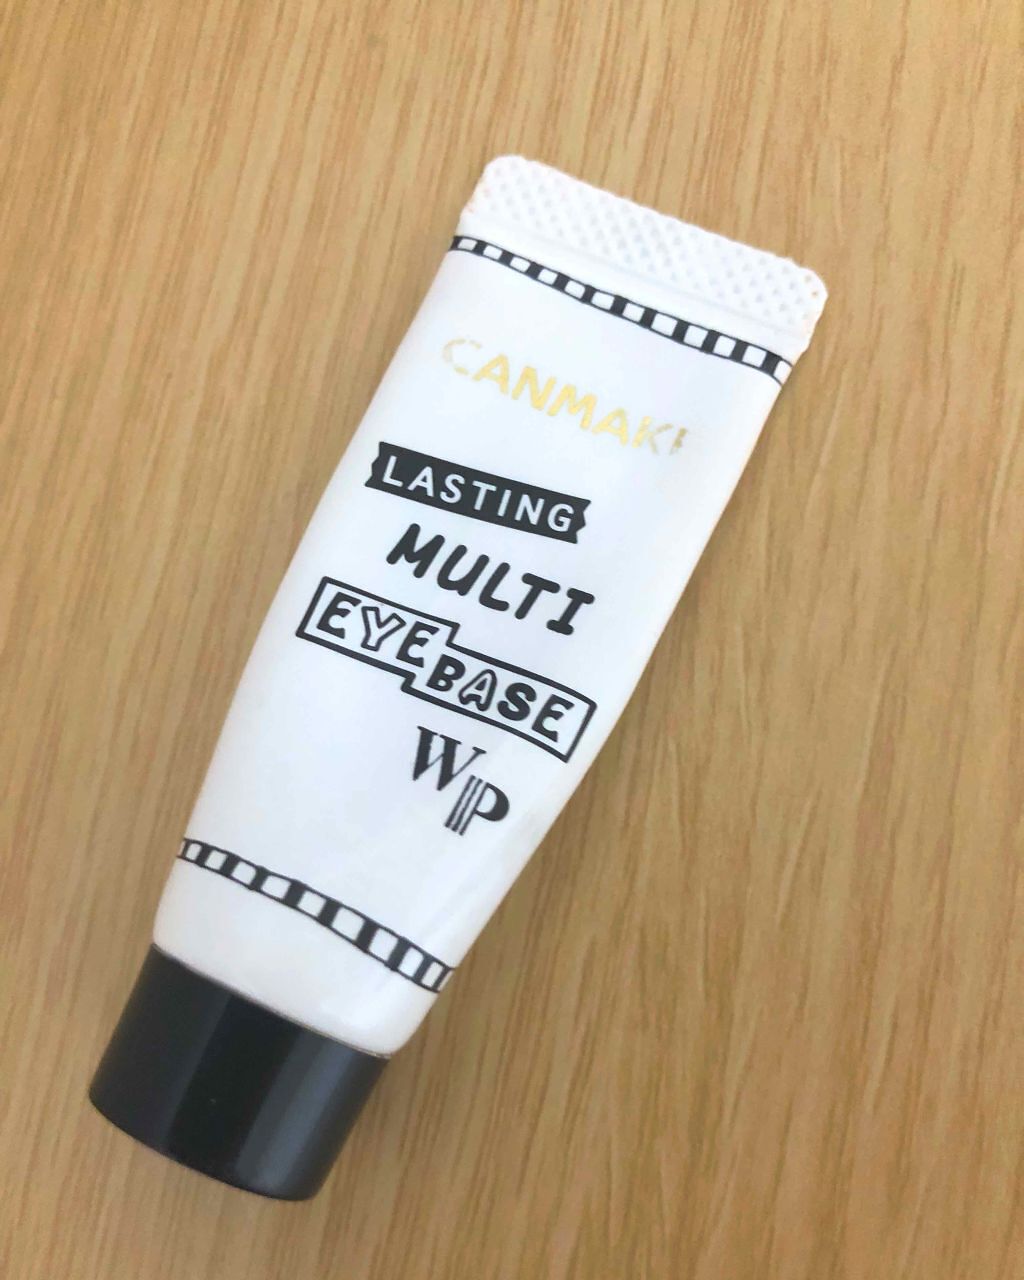 CANMAKE
LASTING
MULTI
EYEBASE
WP